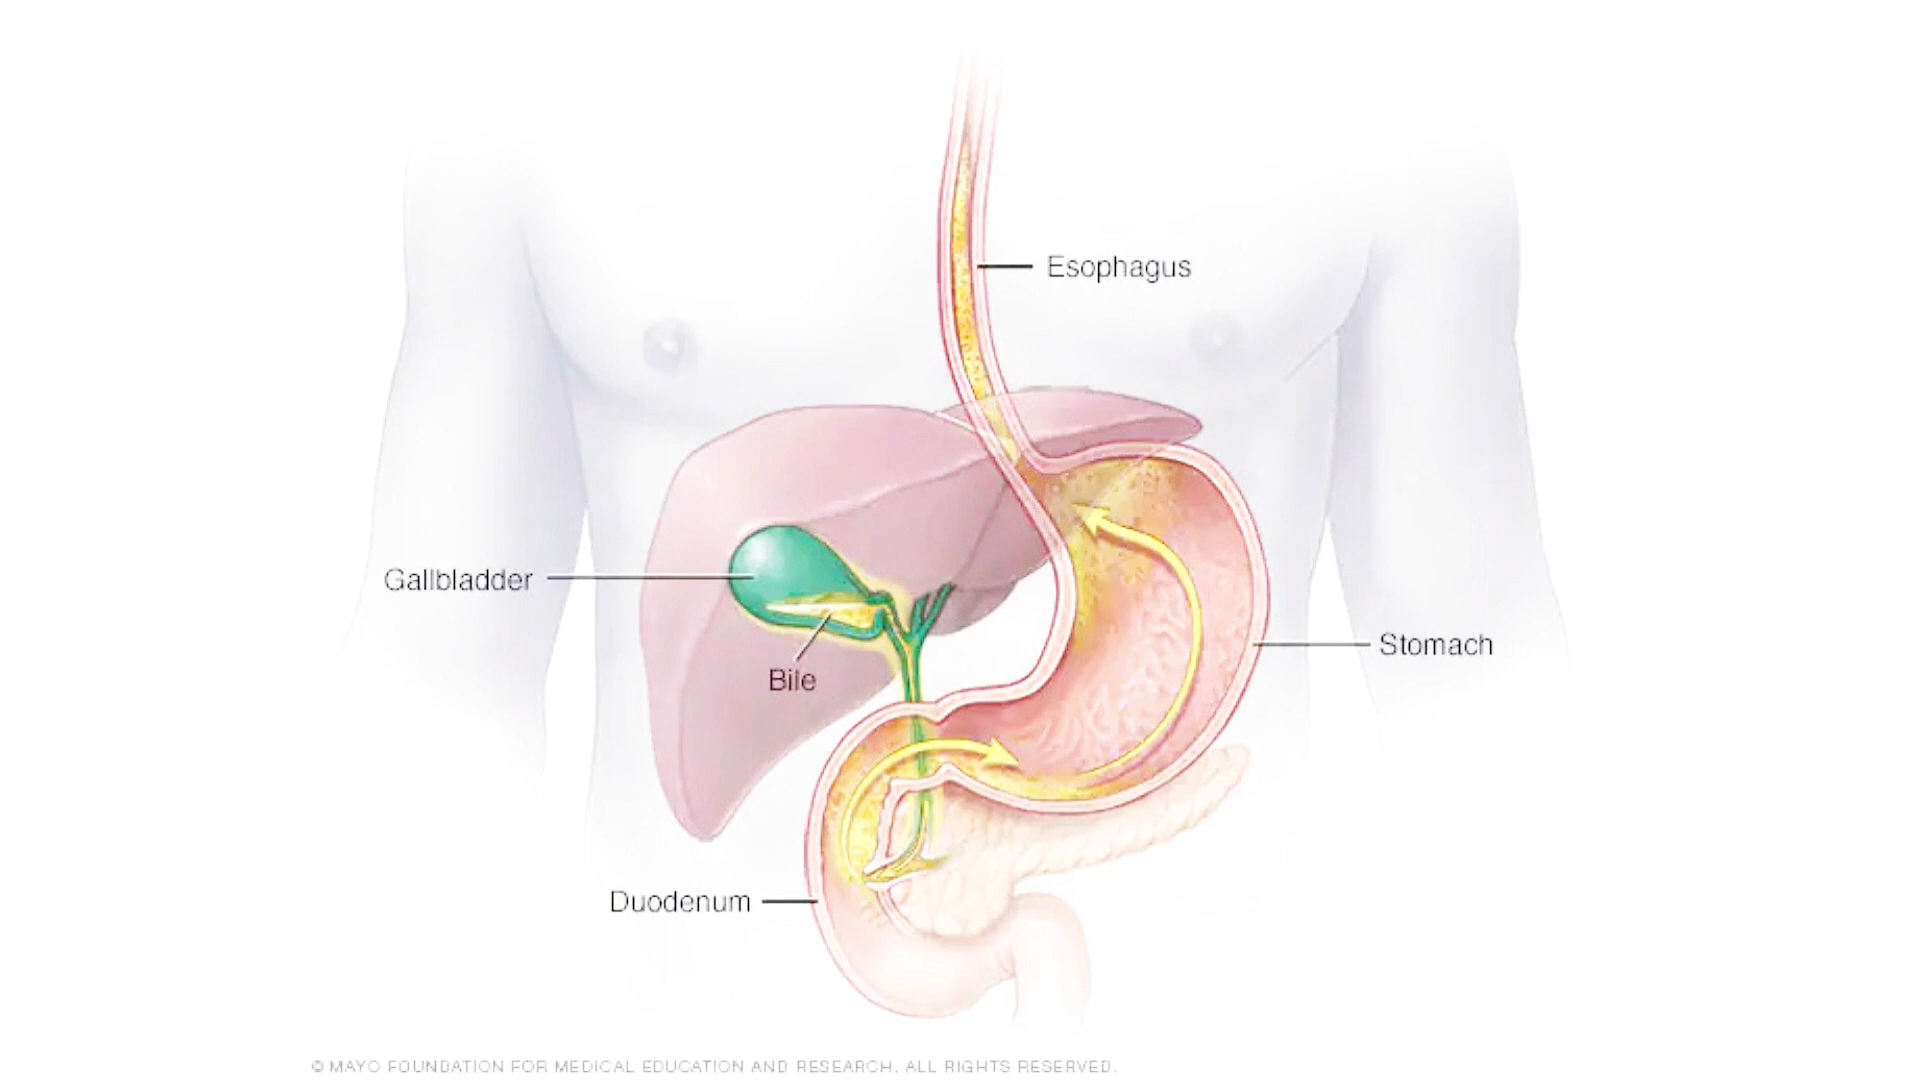 Esophagus
Gallbladder
Stomach
Bile
Duodenum
© MAYO FOUNDATION FOR MEDICAL EDUCATION AND RESEARCH. ALL RIGHTS RESERVED.